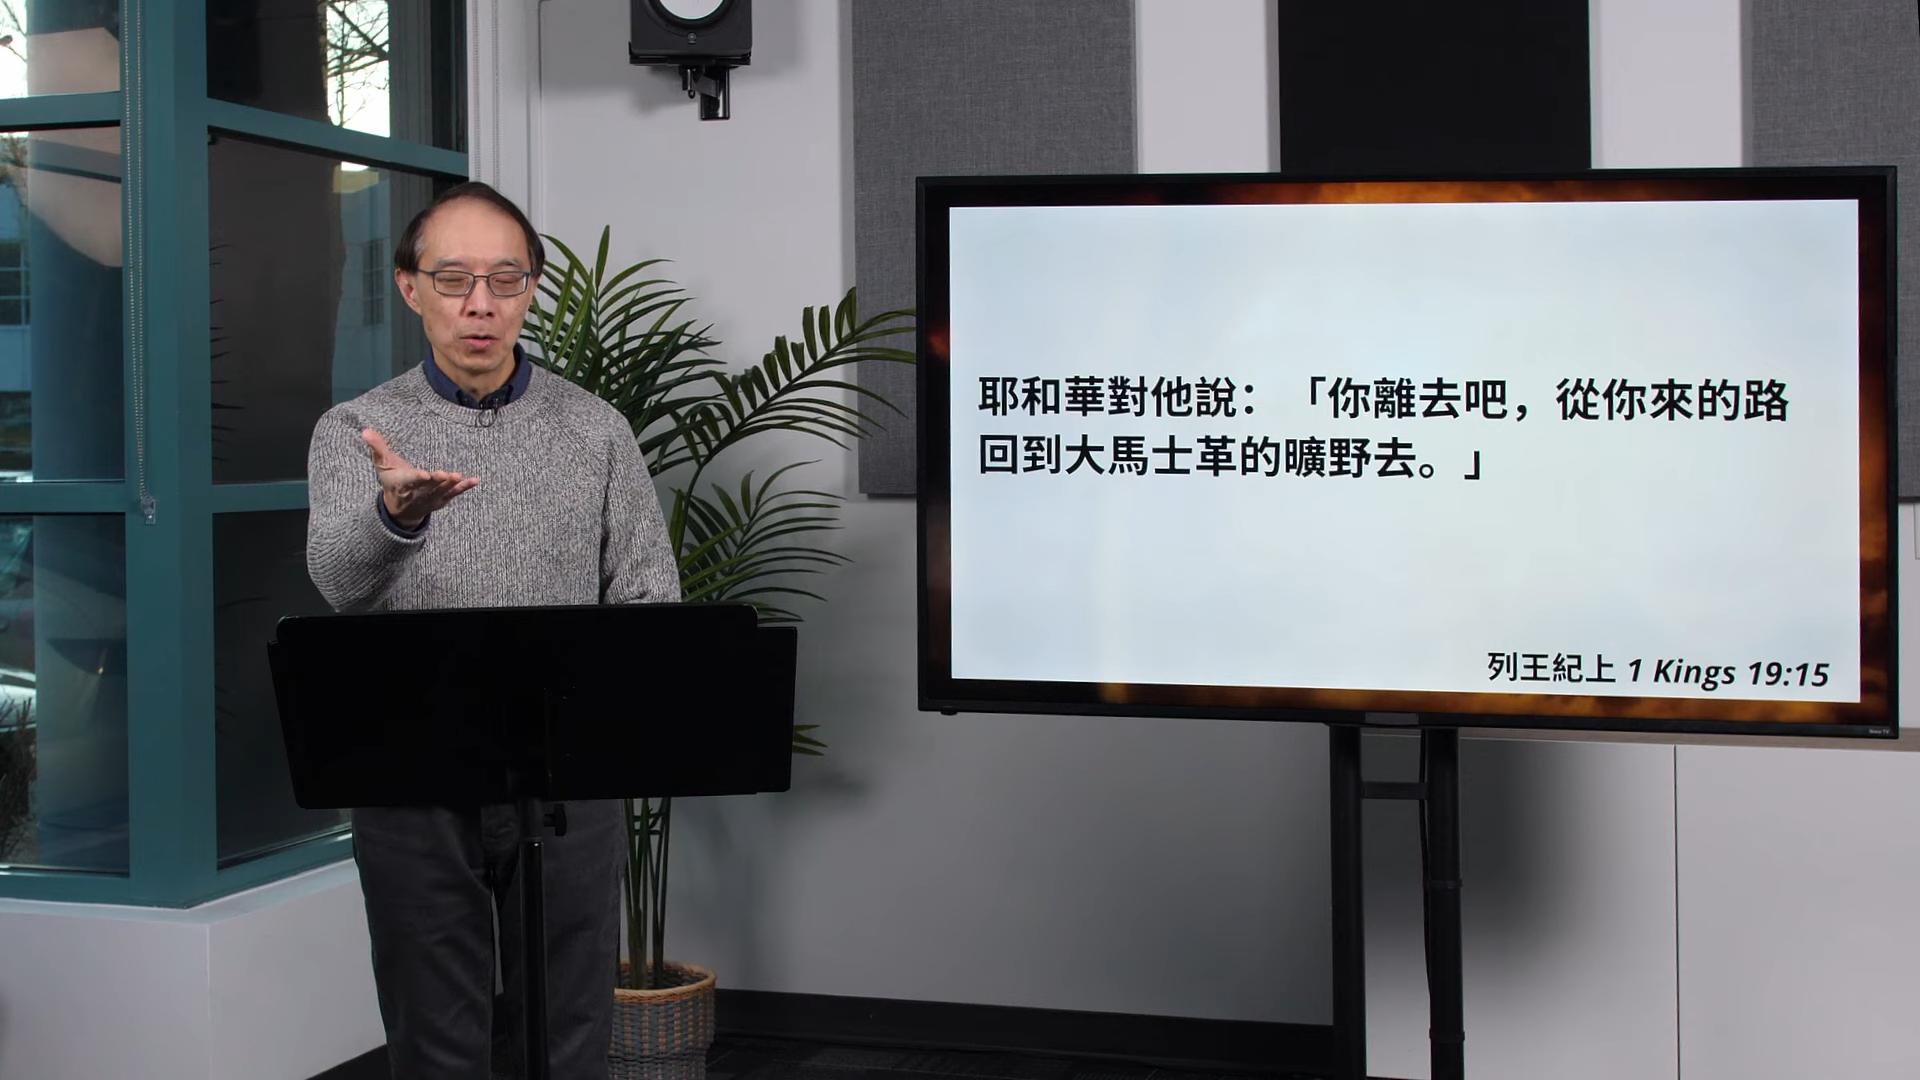 耶和華對他說：「你離去吧，從你來的路
回到大馬士革的曠野去。」
列王紀上 1 Kings 19:15